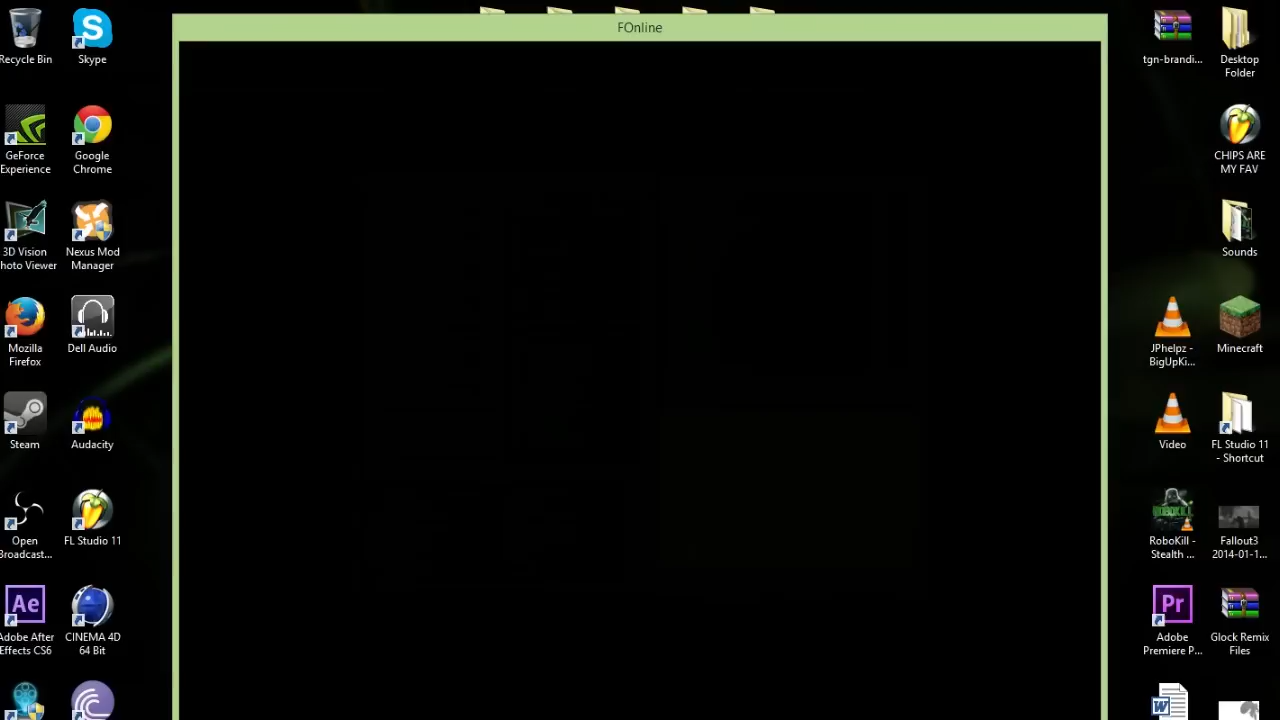 FOnline
Recycle Bin
Skype
tgn-brandi...
Desktop
Folder
GeForce
Experience
Google
Chrome
CHIPS ARE
MY FAV
3D Vision
hoto Viewer
Nexus Mod
Manager
Sounds
Mozilla
Firefox
Dell Audio
JPhelpz -
BigUpKi...
Minecraft
Steam
Audacity
Video
FL Studio 11
- Shortcut
Open
Broadcast...
FL Studio 11
ROBOKILL
RoboKill -
Stealth ...
Fallout3
2014-01-1...
Ae
Adobe After
Effects CS6
CINEMA 4D
64 Bit
Pr
Adobe
Premiere P...
Glock Remix
Files